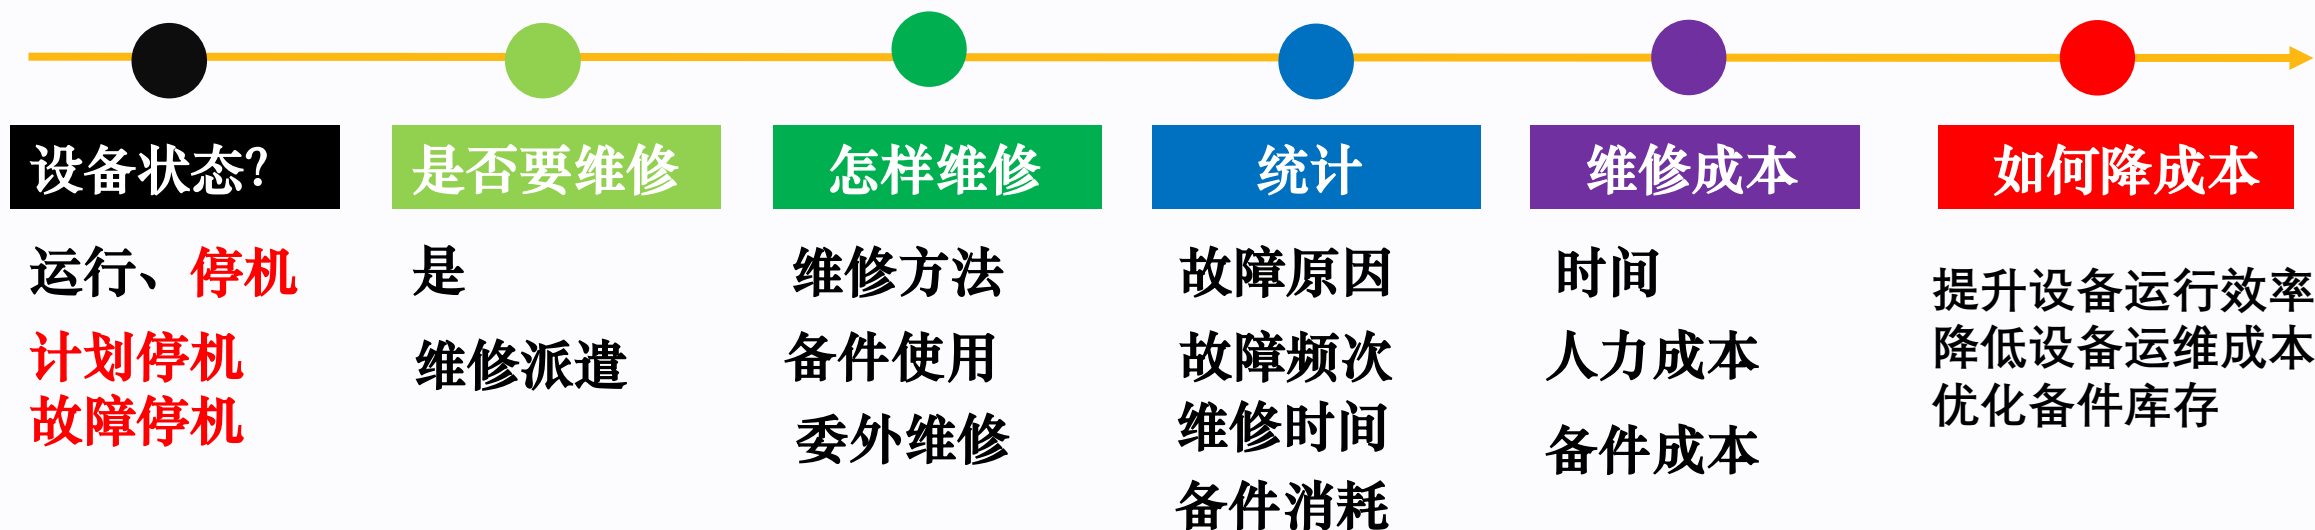 设备状态?
运行、停机
计划停机
故障停机
是否要维修
是
维修派遣
怎样维修
维修方法
备件使用
委外维修
统计
故障原因
故障频次
维修时间
备件消耗
维修成本
时间
人力成本
备件成本
如何降成本
提升设备运行效率
降低设备运维成本
优化备件库存